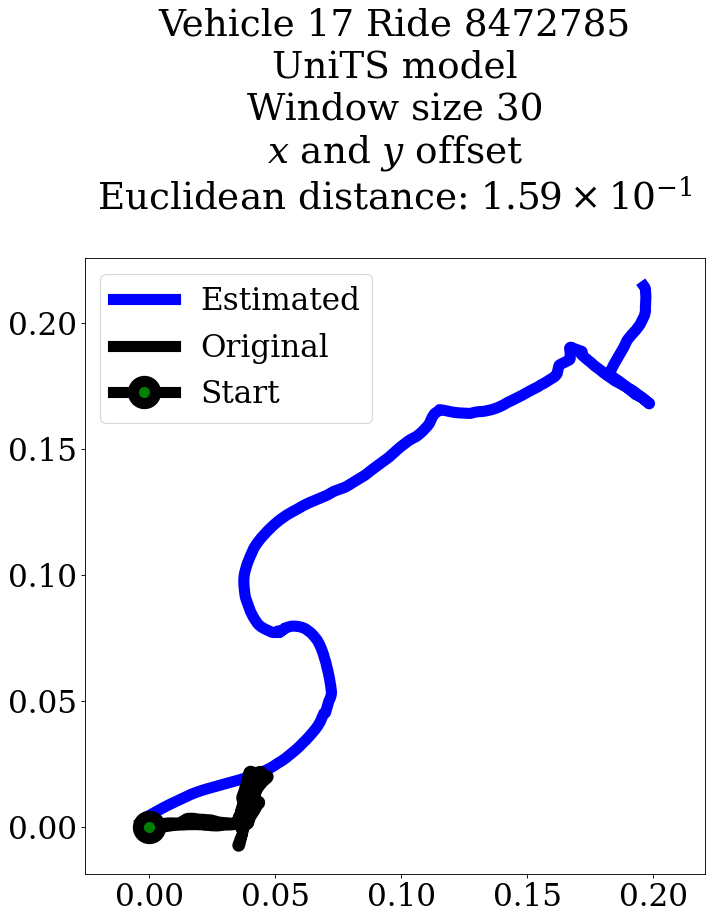 Vehicle 17 Ride 8472785
UniTS model
Window size 30
x and y offset
Euclidean distance: 1.59 × 10⁻¹
Estimated
Original
Start
0.20
0.15
0.10
0.05
0.00
0.00 0.05 0.10 0.15 0.20